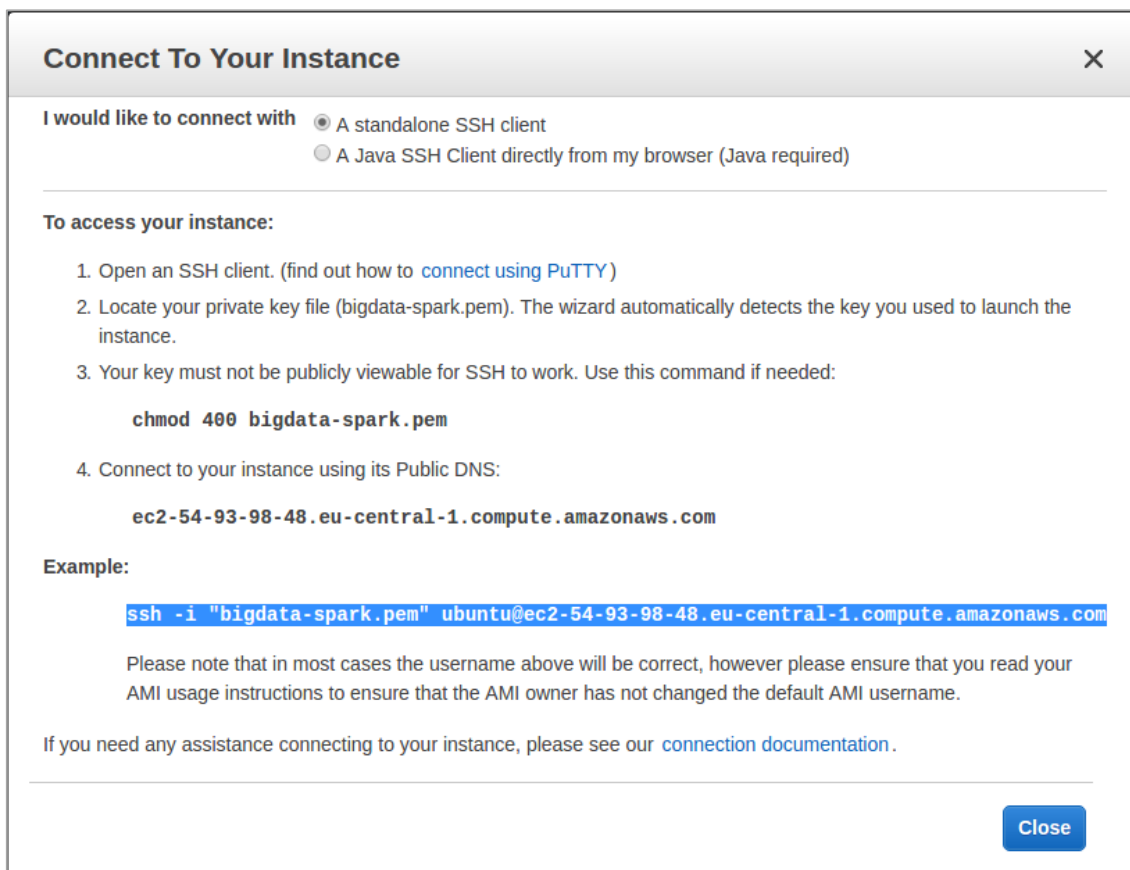 Connect To Your Instance
I would like to connect with
A standalone SSH client
A Java SSH Client directly from my browser (Java required)
To access your instance:
1. Open an SSH client. (find out how to connect using PuTTY)
2. Locate your private key file (bigdata-spark.pem). The wizard automatically detects the key you used to launch the
instance.
3. Your key must not be publicly viewable for SSH to work. Use this command if needed:
chmod 400 bigdata-spark.pem
4. Connect to your instance using its Public DNS:
ec2-54-93-98-48.eu-central-1.compute.amazonaws.com
Example:
ssh -i "bigdata-spark.pem" ubuntu@ec2-54-93-98-48.eu-central-1.compute.amazonaws.com
Please note that in most cases the username above will be correct, however please ensure that you read your
AMI usage instructions to ensure that the AMI owner has not changed the default AMI username.
If you need any assistance connecting to your instance, please see our connection documentation.
Close